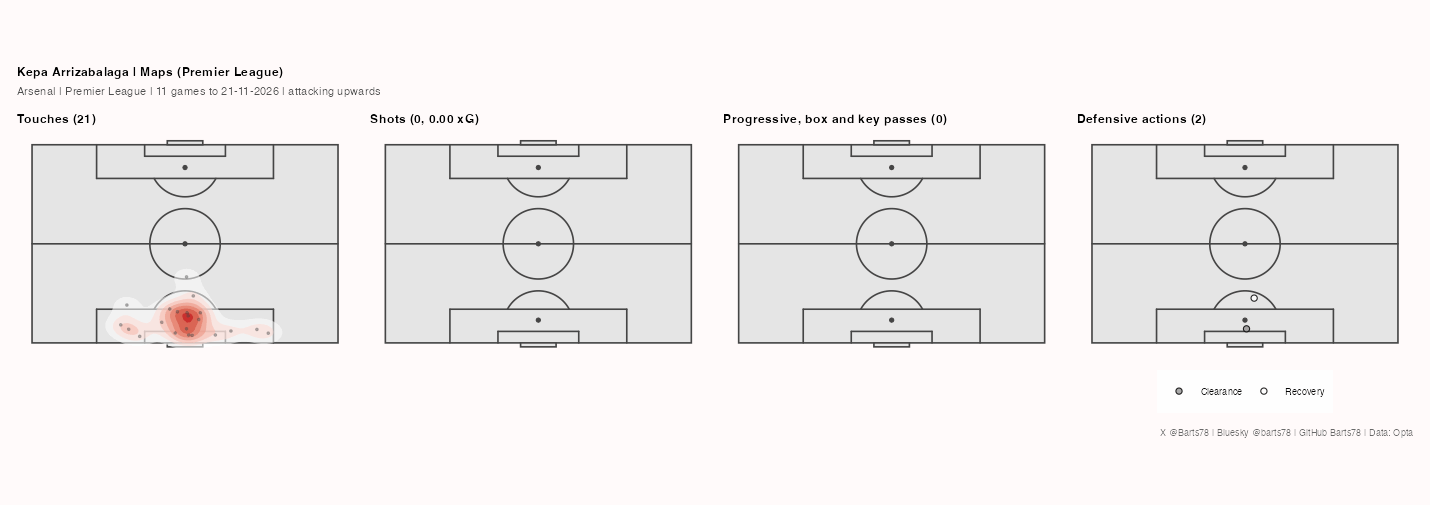 Kepa Arrizabalaga | Maps (Premier League)
Arsenal | Premier League | 11 games to 21-11-2026 | attacking upwards
Touches (21)
Shots (0, 0.00 xG)
Progressive, box and key passes (0)
Defensive actions (2)
Clearance
Recovery
X @Barts78 | Bluesky @barts78 | GitHub Barts78 | Data: Opta